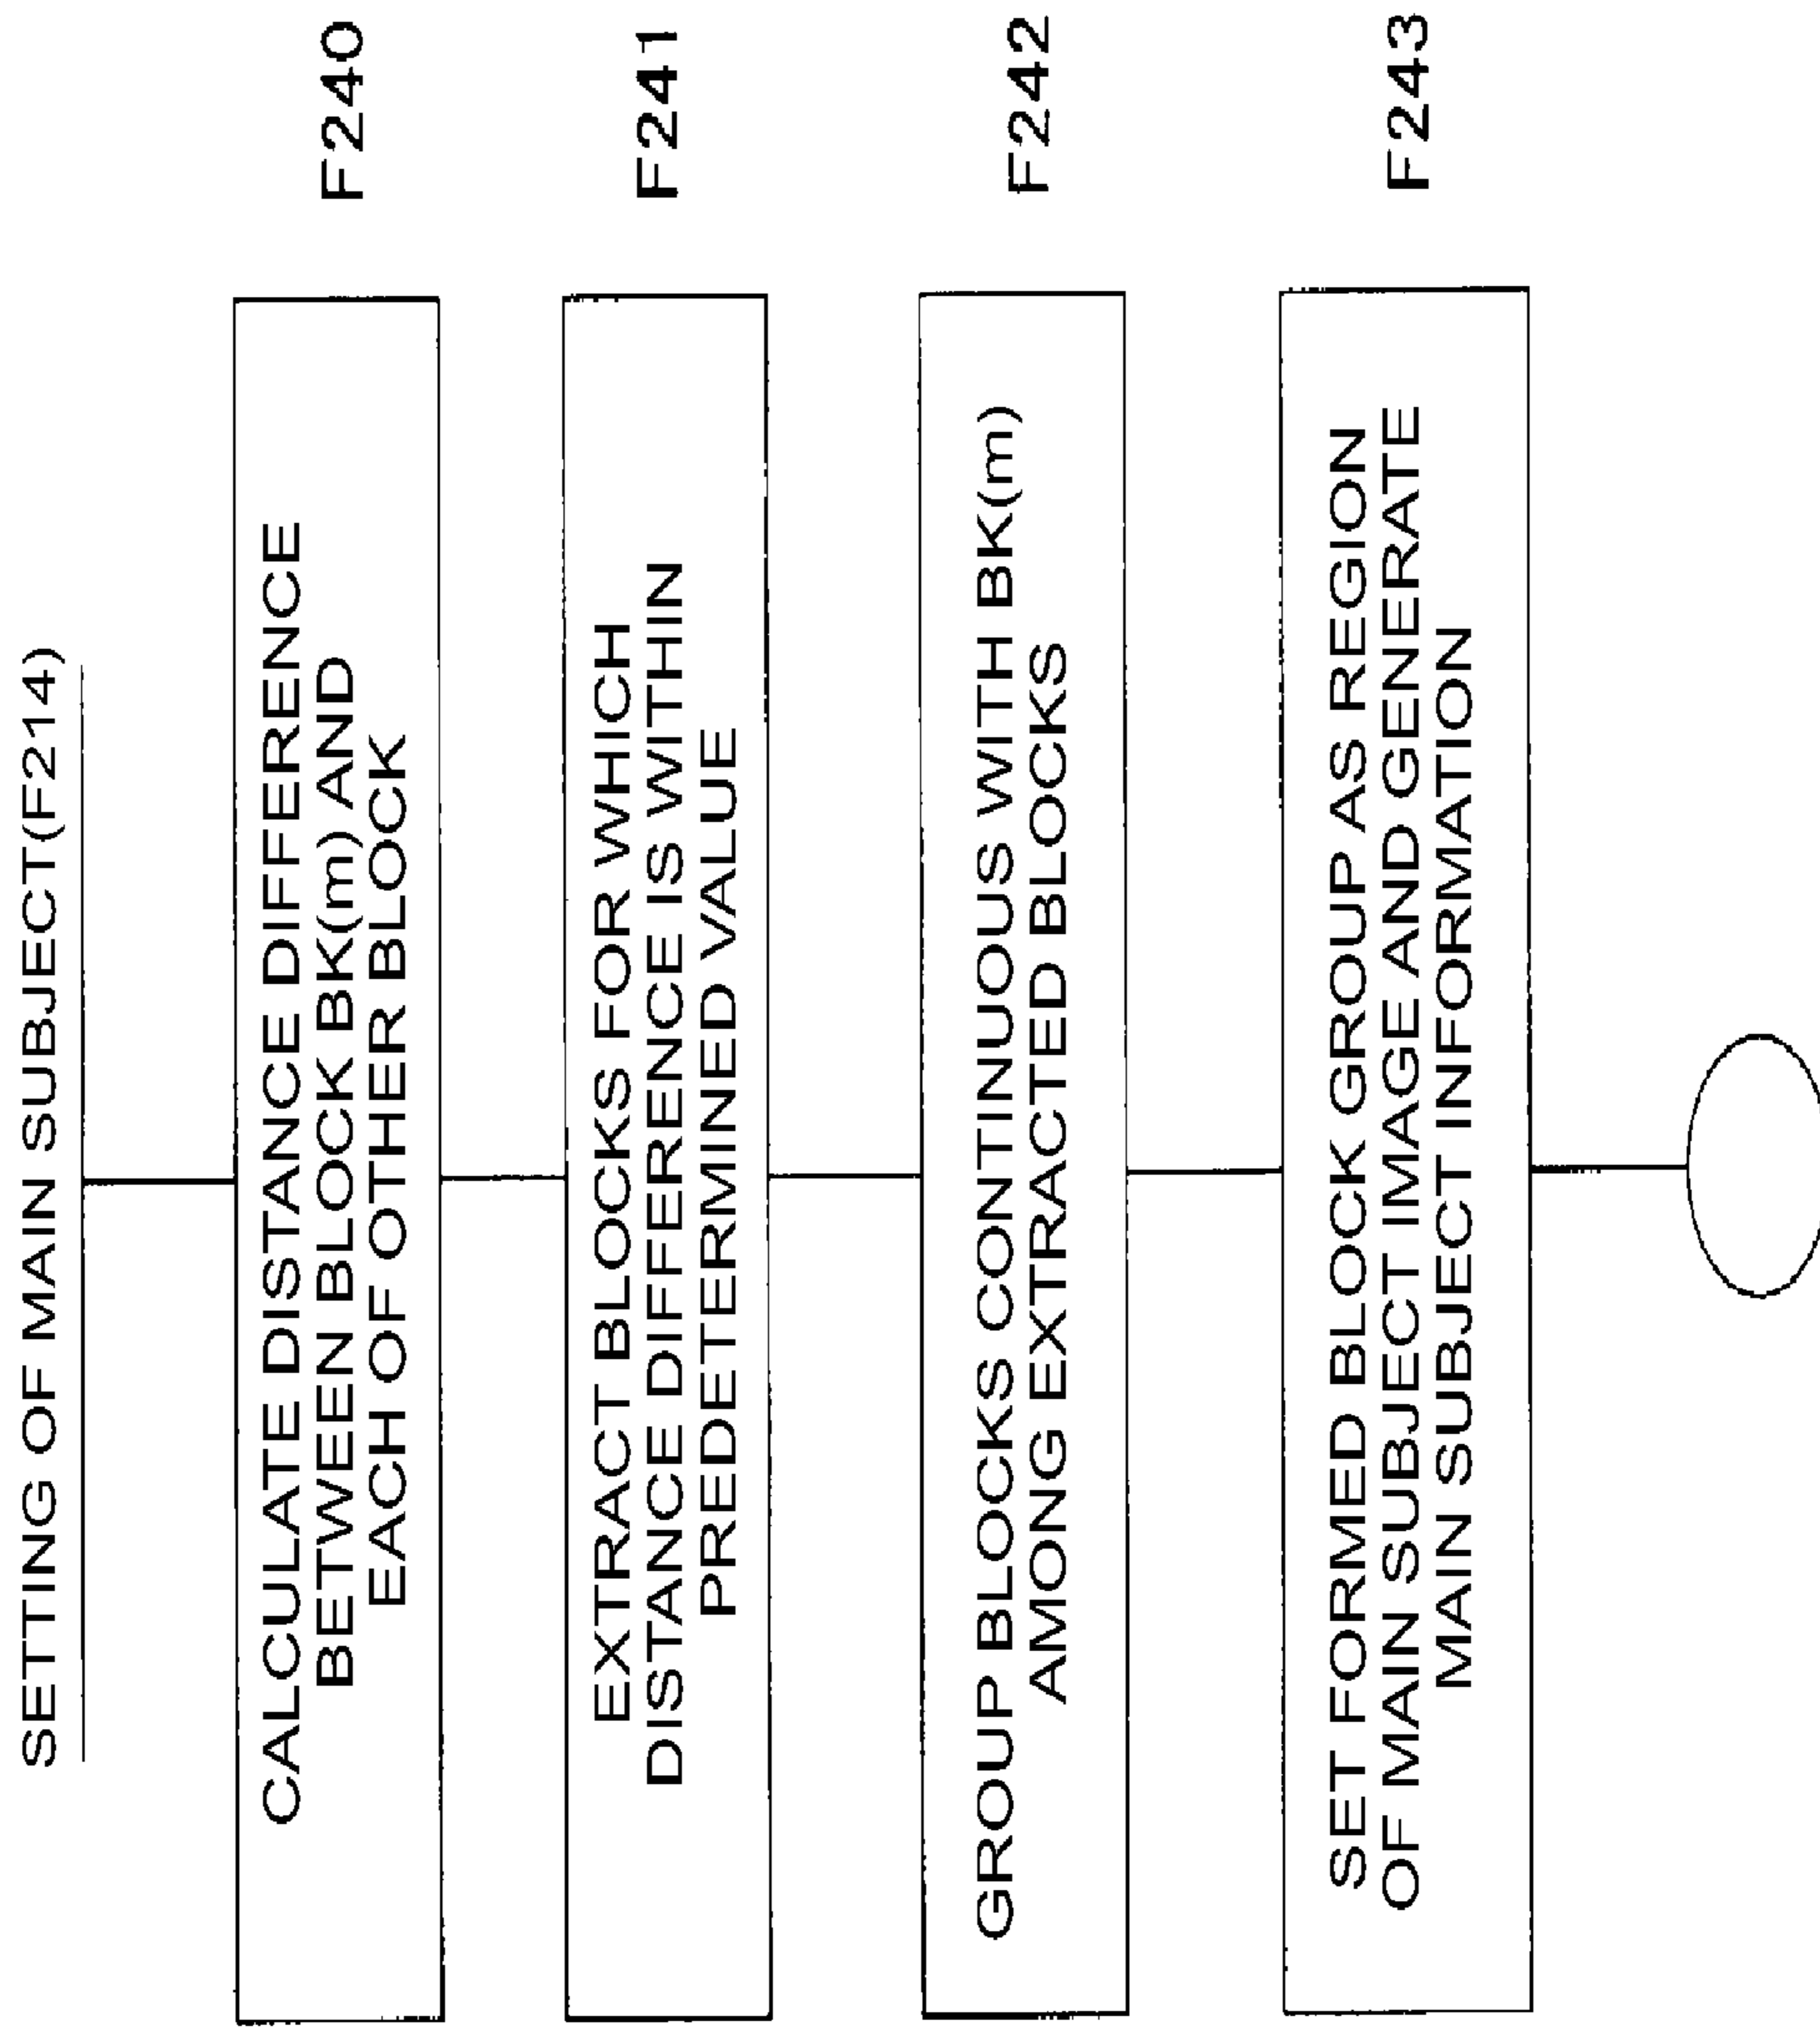 SETTING OF MAIN SUBJECT(F214)
CALCULATE DISTANCE DIFFERENCE
BETWEEN BLOCK BK(m) AND
EACH OF OTHER BLOCK
F240
EXTRACT BLOCKS FOR WHICH
DISTANCE DIFFERENCE IS WITHIN
PREDETERMINED VALUE
F241
GROUP BLOCKS CONTINUOUS WITH BK(m)
AMONG EXTRACTED BLOCKS
F242
SET FORMED BLOCK GROUP AS REGION
OF MAIN SUBJECT IMAGE AND GENERATE
MAIN SUBJECT INFORMATION
F243